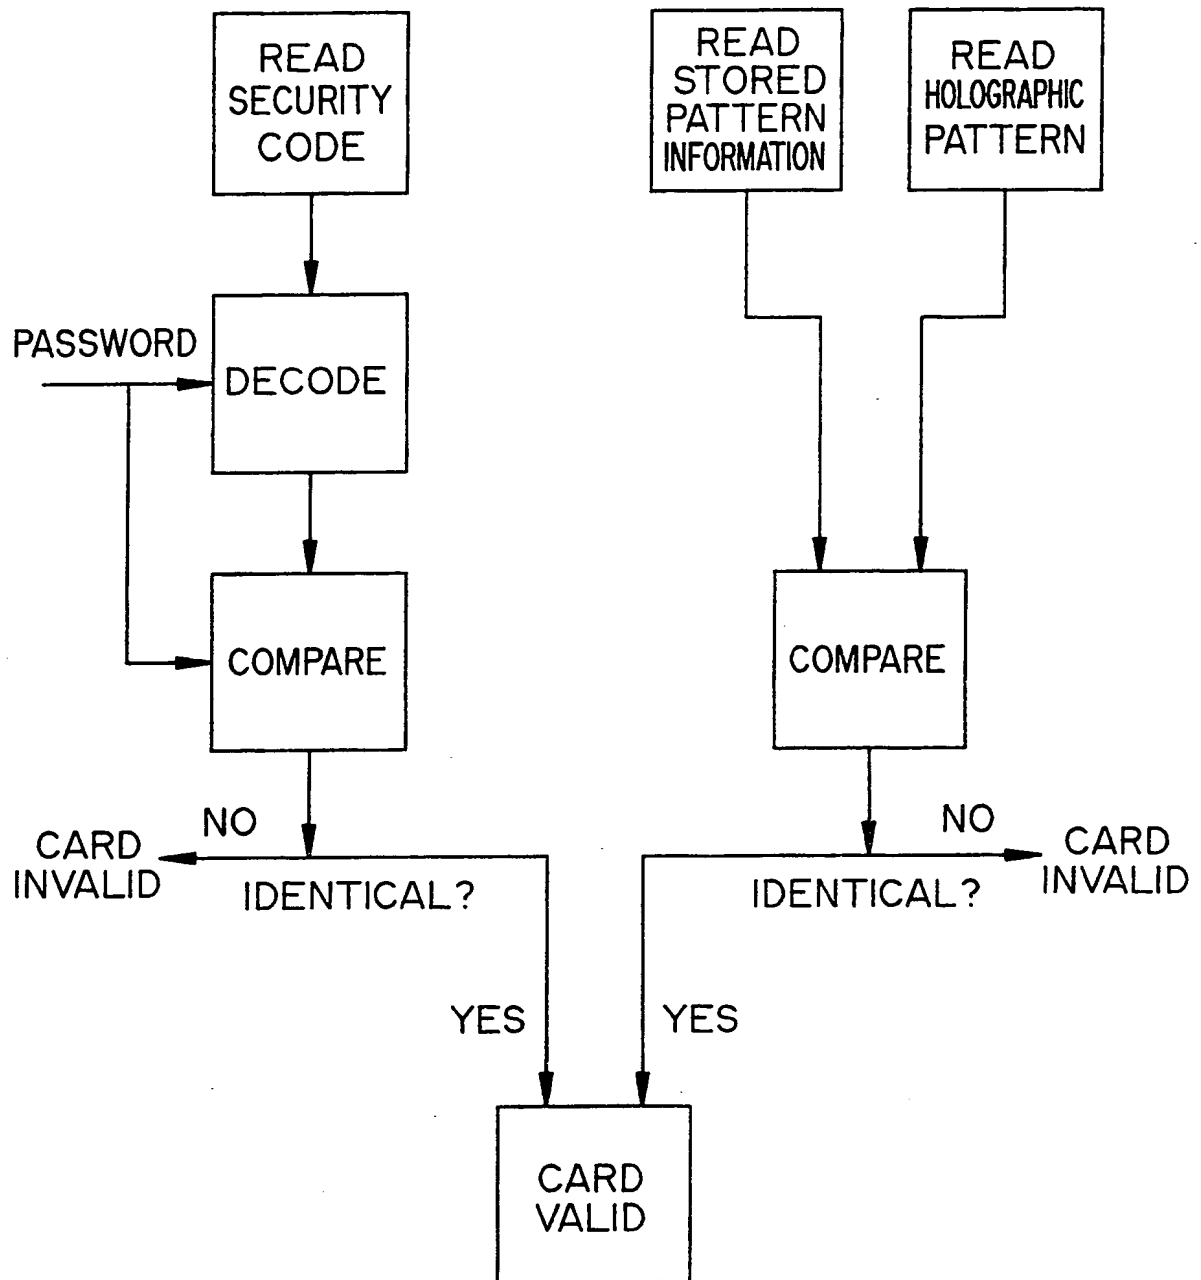 READ
SECURITY
CODE
READ
STORED
PATTERN
INFORMATION
READ
HOLOGRAPHIC
PATTERN
PASSWORD
DECODE
COMPARE
COMPARE
NO
CARD
INVALID
IDENTICAL?
NO
CARD
INVALID
IDENTICAL?
YES
YES
CARD
VALID